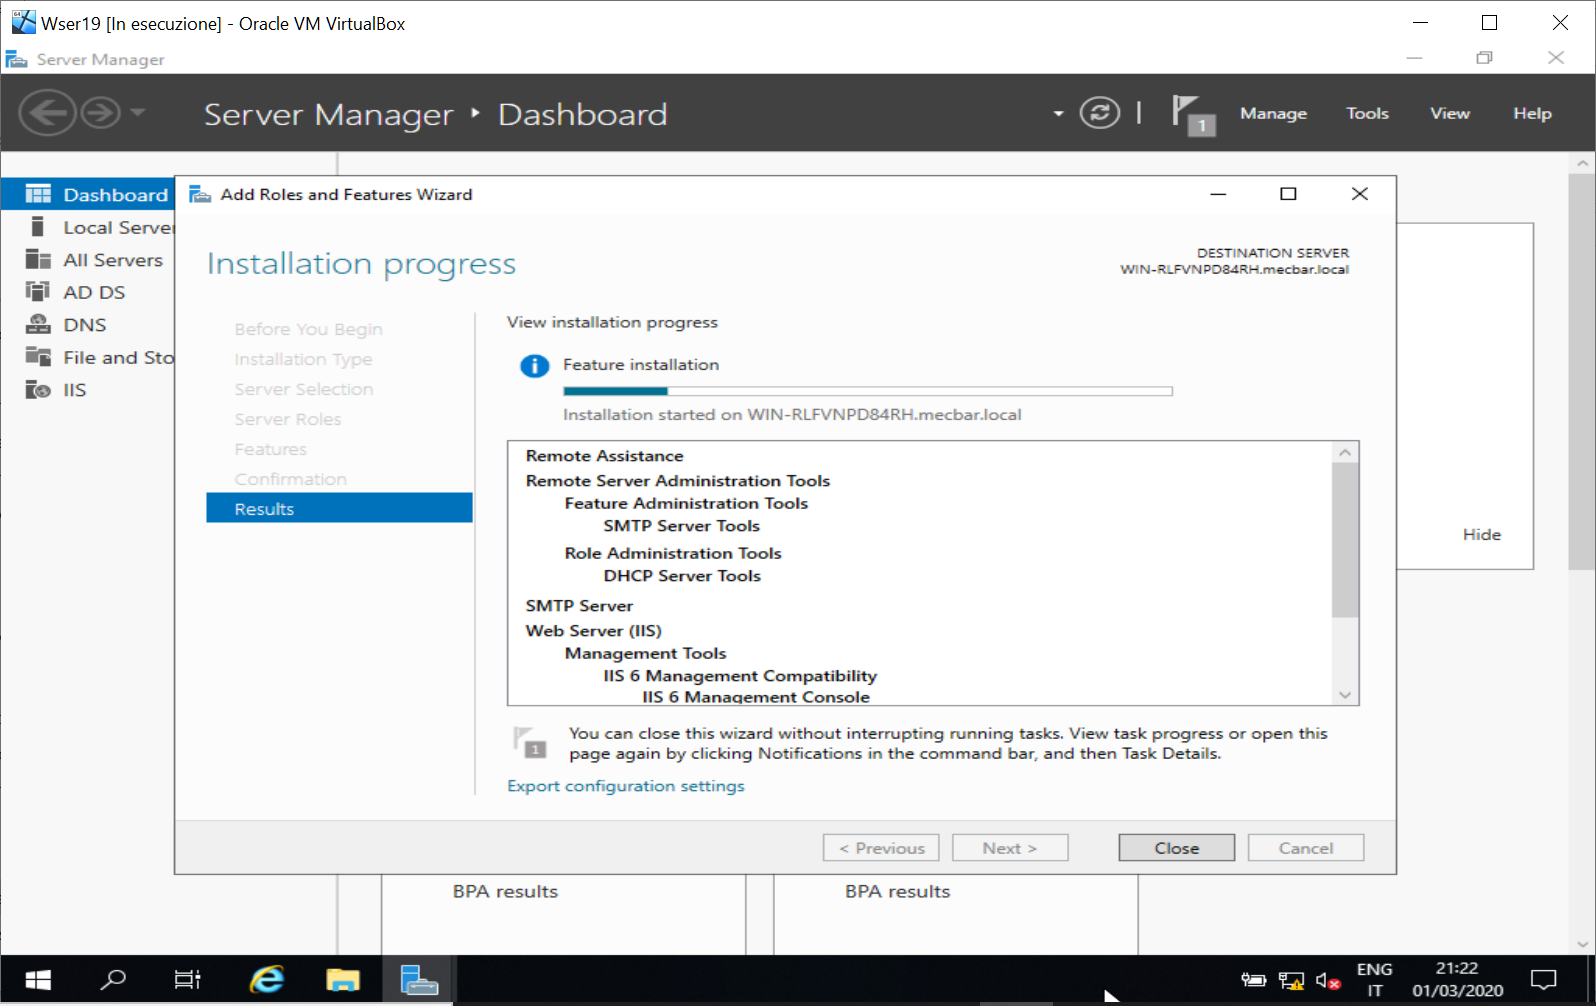 Wser19 [In esecuzione] - Oracle VM VirtualBox
Server Manager
Server Manager ‣ Dashboard
1
Manage
Tools
View
Help
Dashboard
Local Server
All Servers
AD DS
DNS
File and Sto
IIS
Add Roles and Features Wizard
Installation progress
DESTINATION SERVER
WIN-RLFVNPD84RH.mecbar.local
Before You Begin
Installation Type
Server Selection
Server Roles
Features
Confirmation
Results
View installation progress
Feature installation
Installation started on WIN-RLFVNPD84RH.mecbar.local
Remote Assistance
Remote Server Administration Tools
Feature Administration Tools
SMTP Server Tools
Role Administration Tools
DHCP Server Tools
SMTP Server
Web Server (IIS)
Management Tools
IIS 6 Management Compatibility
IIS 6 Management Console
1
You can close this wizard without interrupting running tasks. View task progress or open this
page again by clicking Notifications in the command bar, and then Task Details.
Export configuration settings
< Previous
Next >
Close
Cancel
Hide
BPA results
BPA results
ENG
IT
21:22
01/03/2020